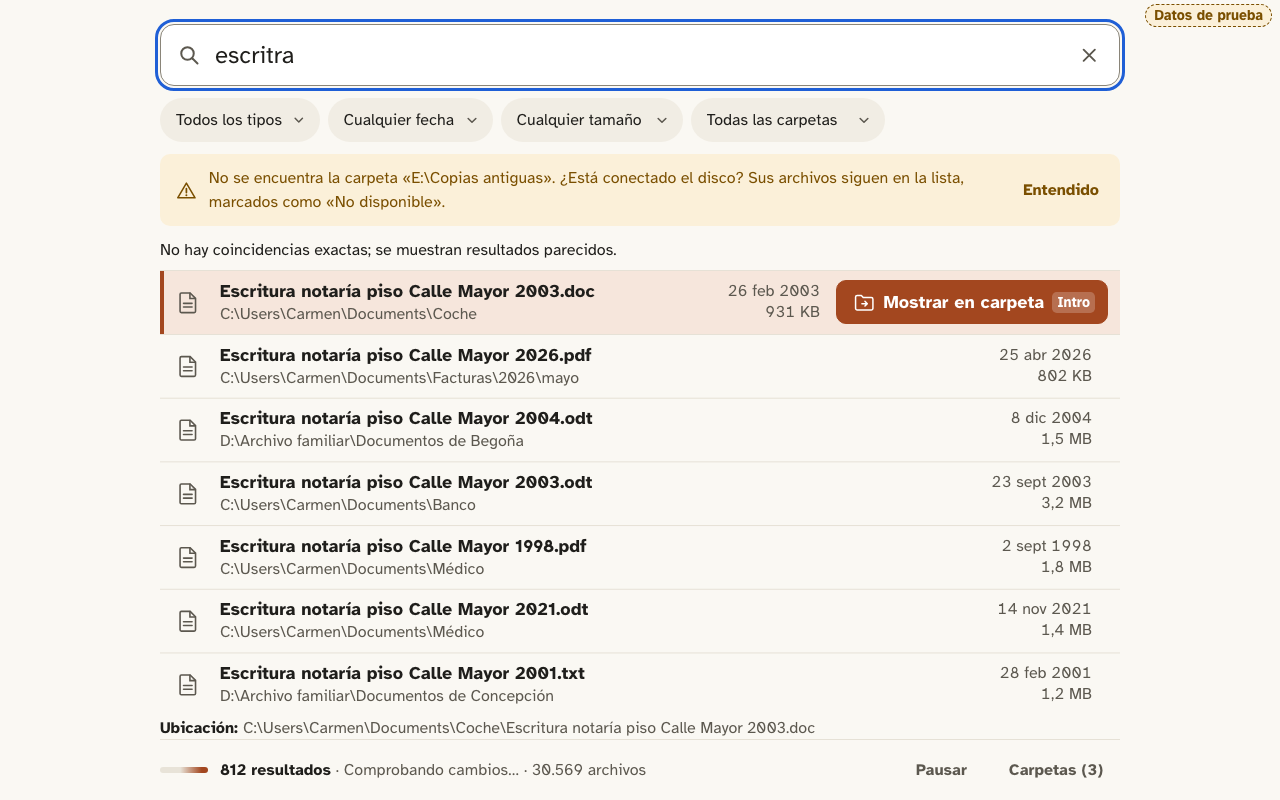 Datos de prueba
escritra
Todos los tipos
Cualquier fecha
Cualquier tamaño
Todas las carpetas
No se encuentra la carpeta «E:\Copias antiguas». ¿Está conectado el disco? Sus archivos siguen en la lista,
marcados como «No disponible».
Entendido
No hay coincidencias exactas; se muestran resultados parecidos.
Escritura notaría piso Calle Mayor 2003.doc
C:\Users\Carmen\Documents\Coche
26 feb 2003
931 KB
Mostrar en carpeta Intro
Escritura notaría piso Calle Mayor 2026.pdf
C:\Users\Carmen\Documents\Facturas\2026\mayo
25 abr 2026
802 KB
Escritura notaría piso Calle Mayor 2004.odt
D:\Archivo familiar\Documentos de Begoña
8 dic 2004
1,5 MB
Escritura notaría piso Calle Mayor 2003.odt
C:\Users\Carmen\Documents\Banco
23 sept 2003
3,2 MB
Escritura notaría piso Calle Mayor 1998.pdf
C:\Users\Carmen\Documents\Médico
2 sept 1998
1,8 MB
Escritura notaría piso Calle Mayor 2021.odt
C:\Users\Carmen\Documents\Médico
14 nov 2021
1,4 MB
Escritura notaría piso Calle Mayor 2001.txt
D:\Archivo familiar\Documentos de Concepción
28 feb 2001
1,2 MB
Ubicación: C:\Users\Carmen\Documents\Coche\Escritura notaría piso Calle Mayor 2003.doc
812 resultados · Comprobando cambios… · 30.569 archivos
Pausar
Carpetas (3)